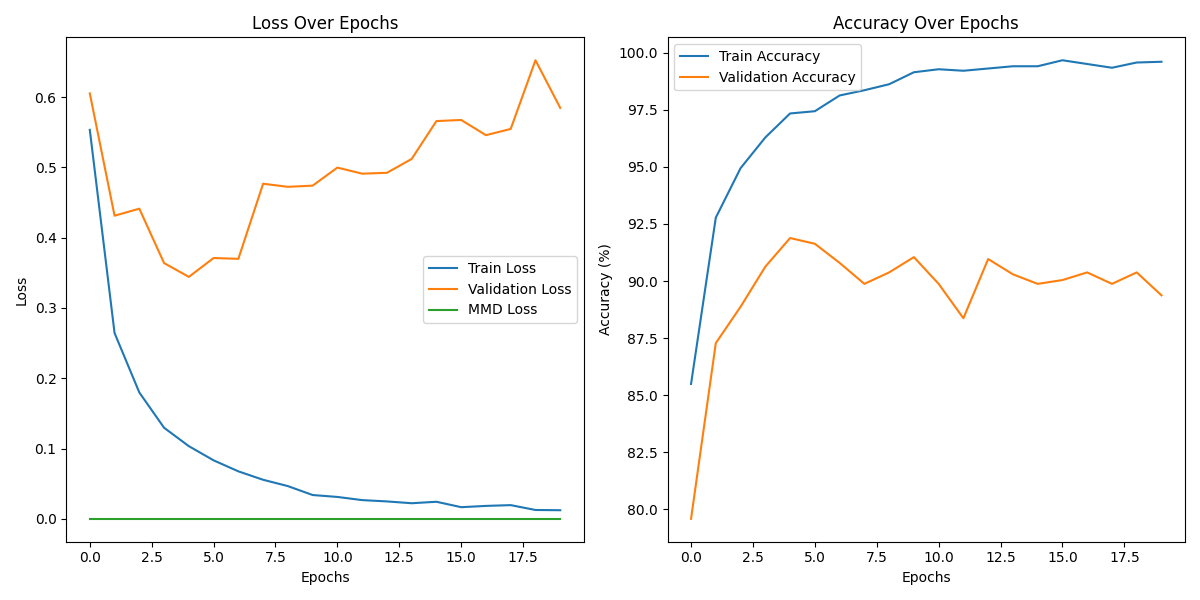 Loss Over Epochs
Loss
0.6
0.5
0.4
0.3
0.2
0.1
0.0
Train Loss
Validation Loss
MMD Loss
0.0 2.5 5.0 7.5 10.0 12.5 15.0 17.5
Epochs
Accuracy Over Epochs
Accuracy (%)
100.0
97.5
95.0
92.5
90.0
87.5
85.0
82.5
80.0
Train Accuracy
Validation Accuracy
0.0 2.5 5.0 7.5 10.0 12.5 15.0 17.5
Epochs